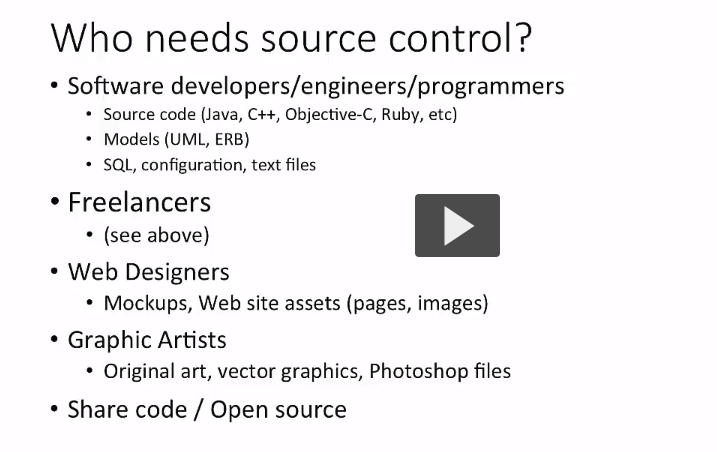 Who needs source control?
• Software developers/engineers/programmers
• Source code (Java, C++, Objective-C, Ruby, etc)
• Models (UML, ERB)
• SQL, configuration, text files
• Freelancers
• (see above)
• Web Designers
• Mockups, Web site assets (pages, images)
• Graphic Artists
• Original art, vector graphics, Photoshop files
• Share code / Open source